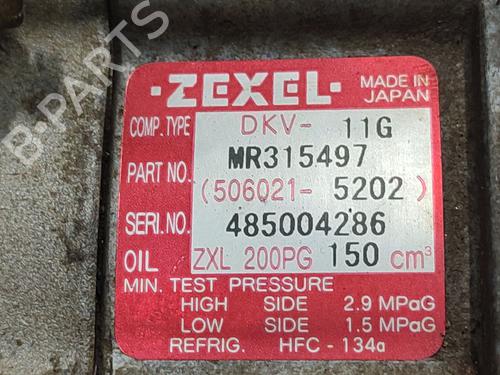 B-PARTS
·ZEXEL·
MADE IN
JAPAN
COMP. TYPE DKV- 11G
PART NO. MR315497
(506021- 5202)
SERI.NO. 485004286
OIL ZXL 200PG 150 cm³
MIN. TEST PRESSURE
HIGH SIDE 2.9 MPaG
LOW SIDE 1.5 MPaG
REFRIG. HFC-134a